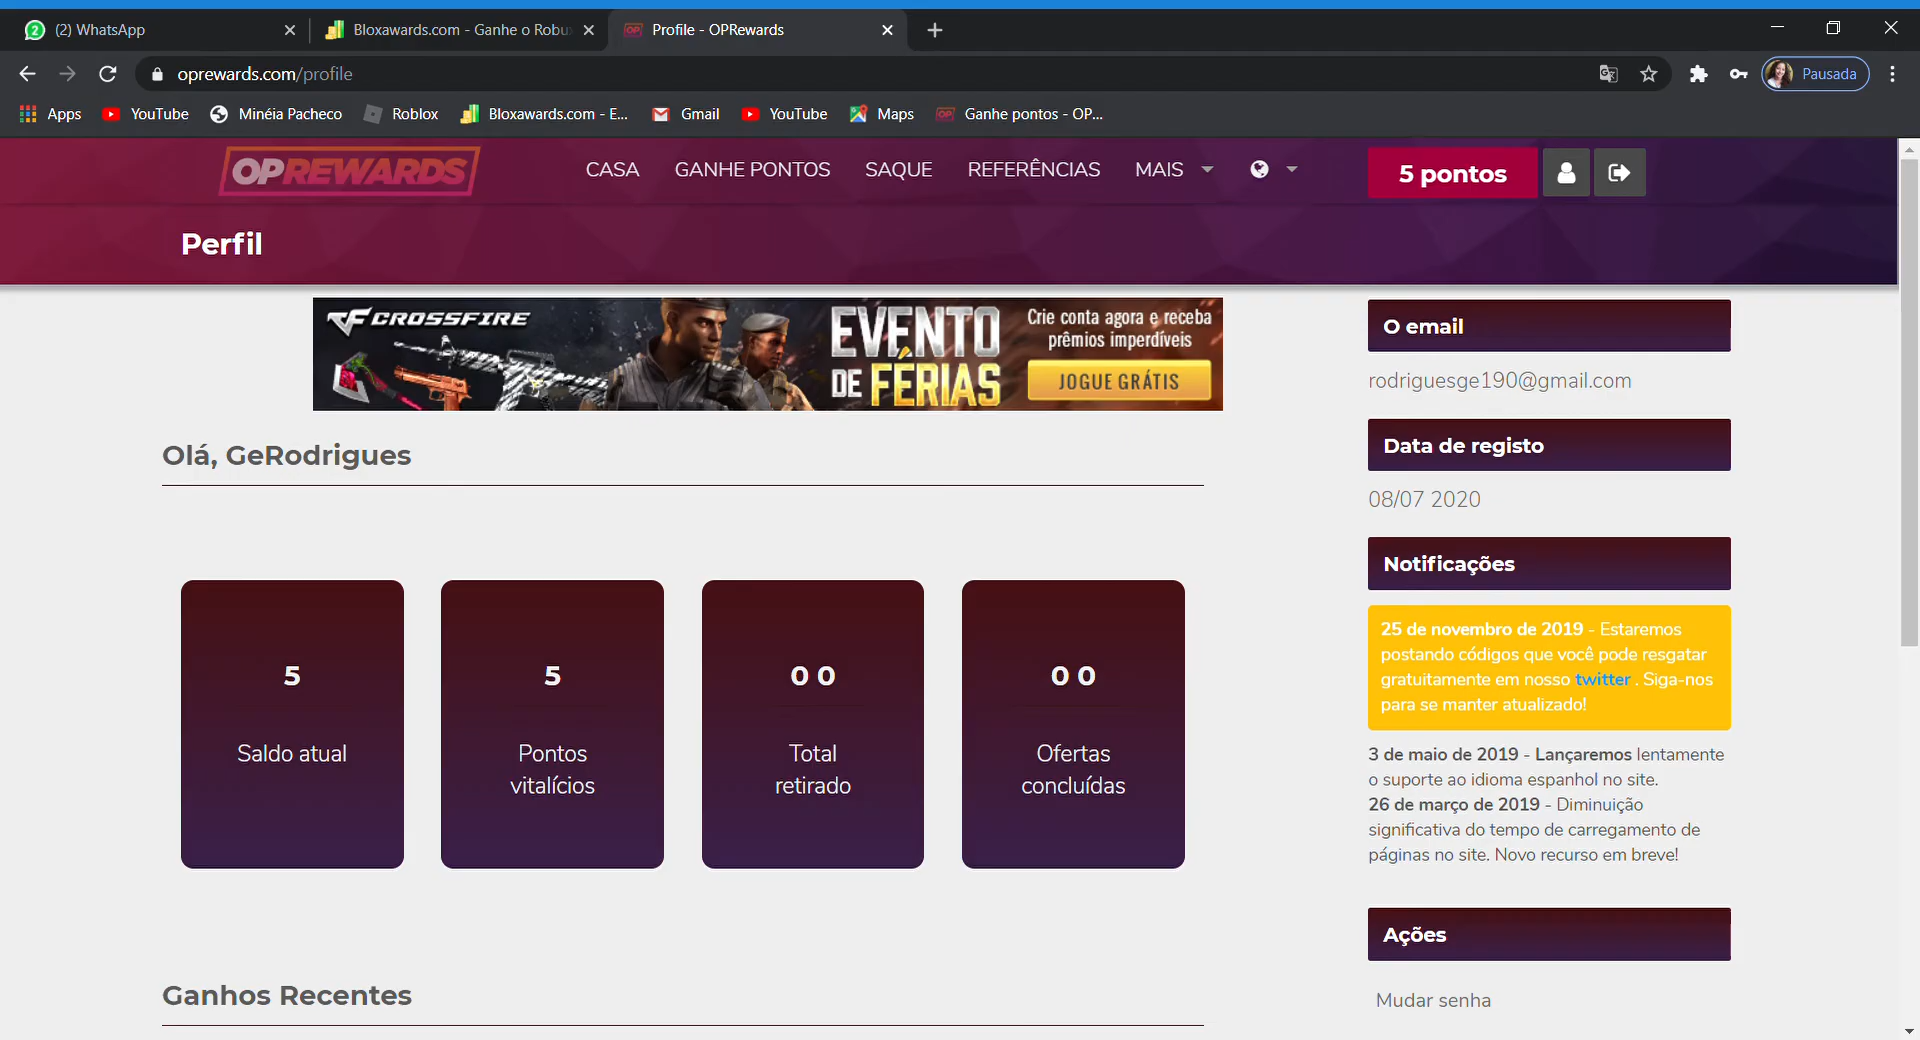 (2) WhatsApp
Bloxawards.com - Ganhe o Robu
Profile - OPRewards
oprewards.com/profile
Pausada
Apps
YouTube
Minéia Pacheco
Roblox
Bloxawards.com - E...
Gmail
YouTube
Maps
Ganhe pontos - OP...
OPREWARDS
CASA
GANHE PONTOS
SAQUE
REFERÊNCIAS
MAIS
5 pontos
Perfil
CROSSFIRE
EVENTO
DE FÉRIAS
Crie conta agora e receba
prêmios imperdíveis
JOGUE GRÁTIS
Olá, GeRodrigues
5
Saldo atual
5
Pontos
vitalícios
0 0
Total
retirado
0 0
Ofertas
concluídas
Ganhos Recentes
O email
rodriguesge190@gmail.com
Data de registo
08/07 2020
Notificações
25 de novembro de 2019 - Estaremos
postando códigos que você pode resgatar
gratuitamente em nosso twitter . Siga-nos
para se manter atualizado!
3 de maio de 2019 - Lançaremos lentamente
o suporte ao idioma espanhol no site.
26 de março de 2019 - Diminuição
significativa do tempo de carregamento de
páginas no site. Novo recurso em breve!
Ações
Mudar senha